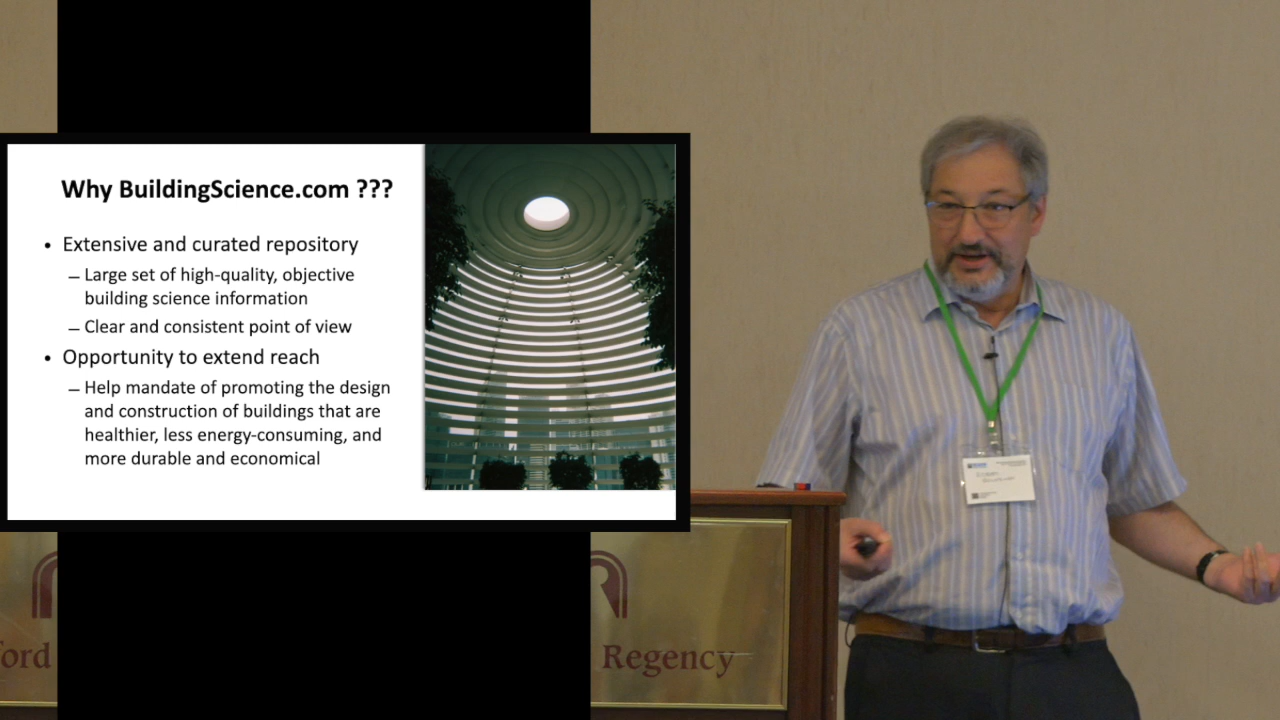 Why BuildingScience.com ???
• Extensive and curated repository
– Large set of high-quality, objective
building science information
– Clear and consistent point of view
• Opportunity to extend reach
– Help mandate of promoting the design
and construction of buildings that are
healthier, less energy-consuming, and
more durable and economical
ford
R
Regency